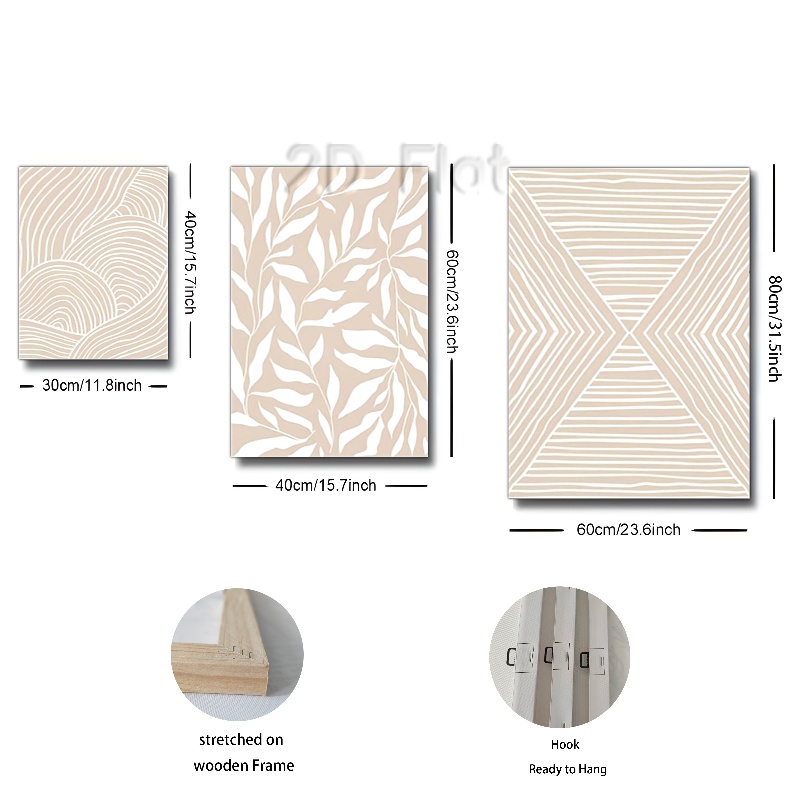 2D Flat
40cm/15.7inch
30cm/11.8inch
60cm/23.6inch
40cm/15.7inch
80cm/31.5inch
60cm/23.6inch
stretched on
wooden Frame
Hook
Ready to Hang